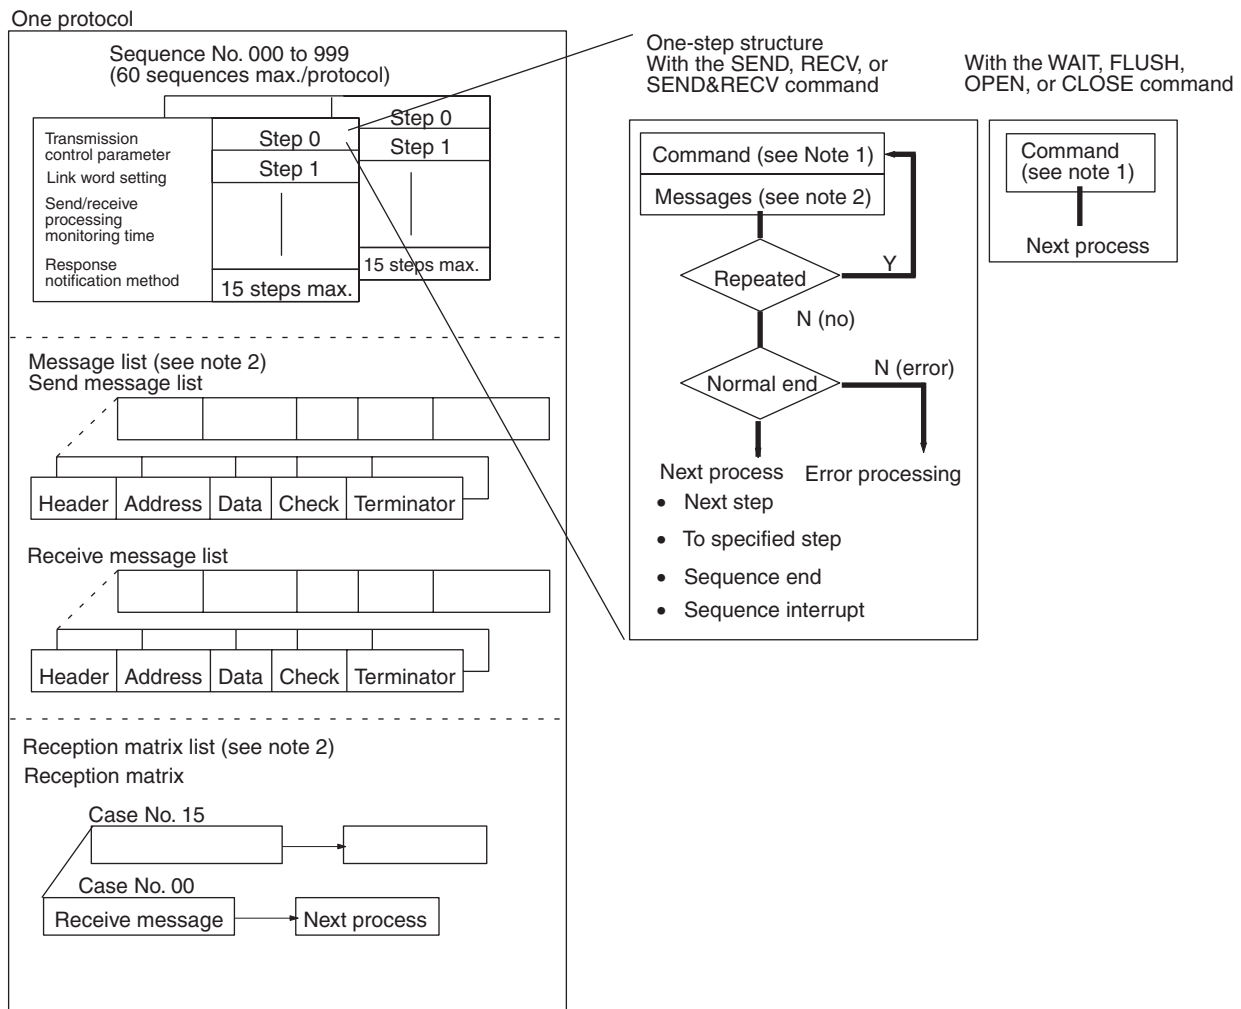 One protocol
Sequence No. 000 to 999
(60 sequences max./protocol)
Transmission
control parameter
Link word setting
Send/receive
processing
monitoring time
Response
notification method
Step 0
Step 1
15 steps max.
Step 0
Step 1
15 steps max.
Message list (see note 2)
Send message list
Header Address Data Check Terminator
Receive message list
Header Address Data Check Terminator
Reception matrix list (see note 2)
Reception matrix
Case No. 15
Case No. 00
Receive message
Next process
One-step structure
With the SEND, RECV, or
SEND&RECV command
Command (see Note 1)
Messages (see note 2)
Repeated
Y
N (no)
Normal end
N (error)
Next process
Error processing
• Next step
• To specified step
• Sequence end
• Sequence interrupt
With the WAIT, FLUSH,
OPEN, or CLOSE command
Command
(see note 1)
Next process